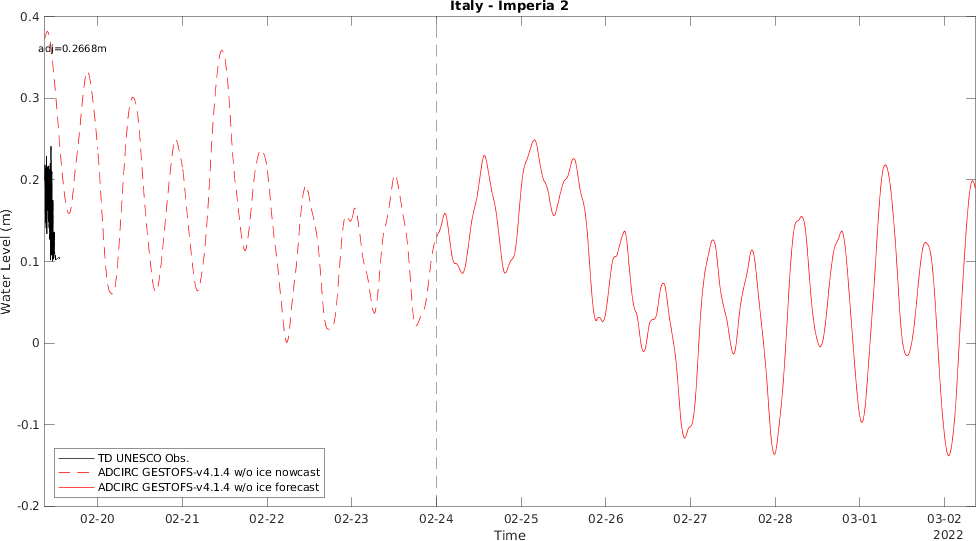 Italy - Imperia 2
0.4
adj=0.2668m
0.3
0.2
0.1
0
-0.1
-0.2
Water Level (m)
TD UNESCO Obs.
ADCIRC GESTOFS-v4.1.4 w/o ice nowcast
ADCIRC GESTOFS-v4.1.4 w/o ice forecast
02-20 02-21 02-22 02-23 02-24 02-25 02-26 02-27 02-28 03-01 03-02
Time
2022